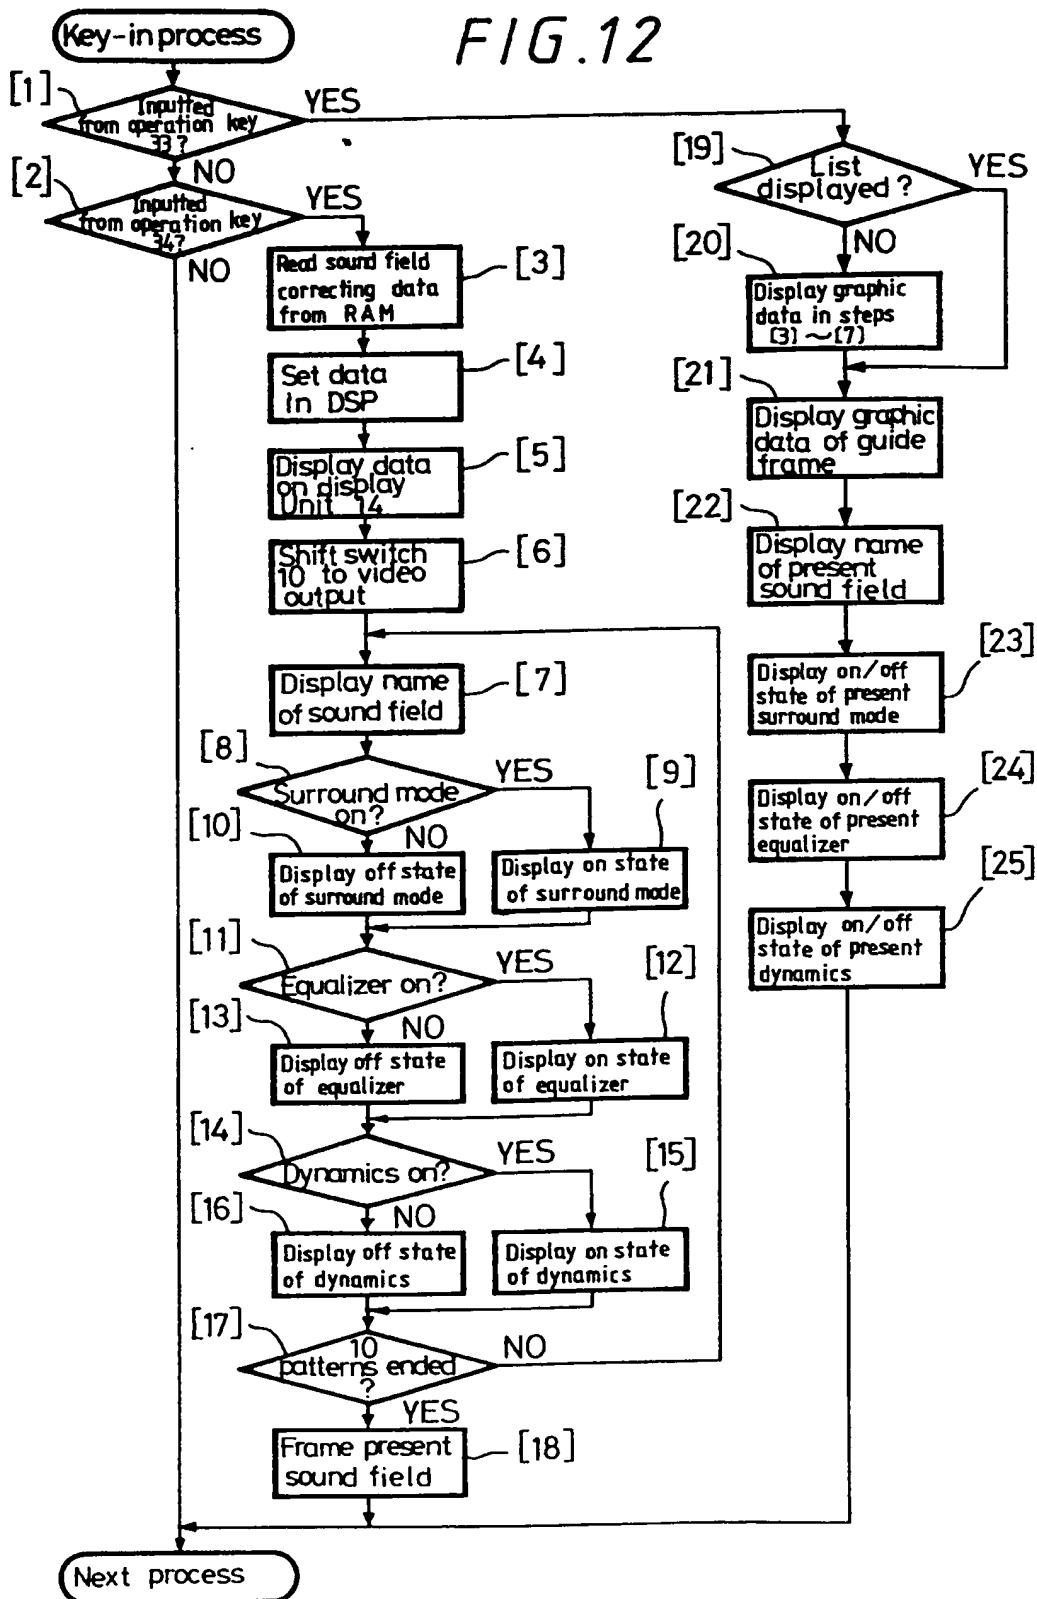 FIG.12
Key-in process
[1]
Inputted
from operation key
33?
YES
NO
[2]
Inputted
from operation key
34?
YES
NO
[3]
Read sound field
correcting data
from RAM
[4]
Set data
in DSP
[5]
Display data
on display
Unit 14
[6]
Shift switch
10 to video
output
[7]
Display name
of sound field
[8]
Surround mode
on?
YES
NO
[9]
Display on state
of surround mode
[10]
Display off state
of surround mode
[11]
Equalizer on?
YES
NO
[12]
Display on state
of equalizer
[13]
Display off state
of equalizer
[14]
Dynamics on?
YES
NO
[15]
Display on state
of dynamics
[16]
Display off state
of dynamics
[17]
10
patterns ended
?
NO
YES
[18]
Frame present
sound field
[19]
List
displayed?
YES
NO
[20]
Display graphic
data in steps
[3]~[7]
[21]
Display graphic
data of guide
frame
[22]
Display name
of present
sound field
[23]
Display on/off
state of present
surround mode
[24]
Display on/off
state of present
equalizer
[25]
Display on/off
state of present
dynamics
Next process